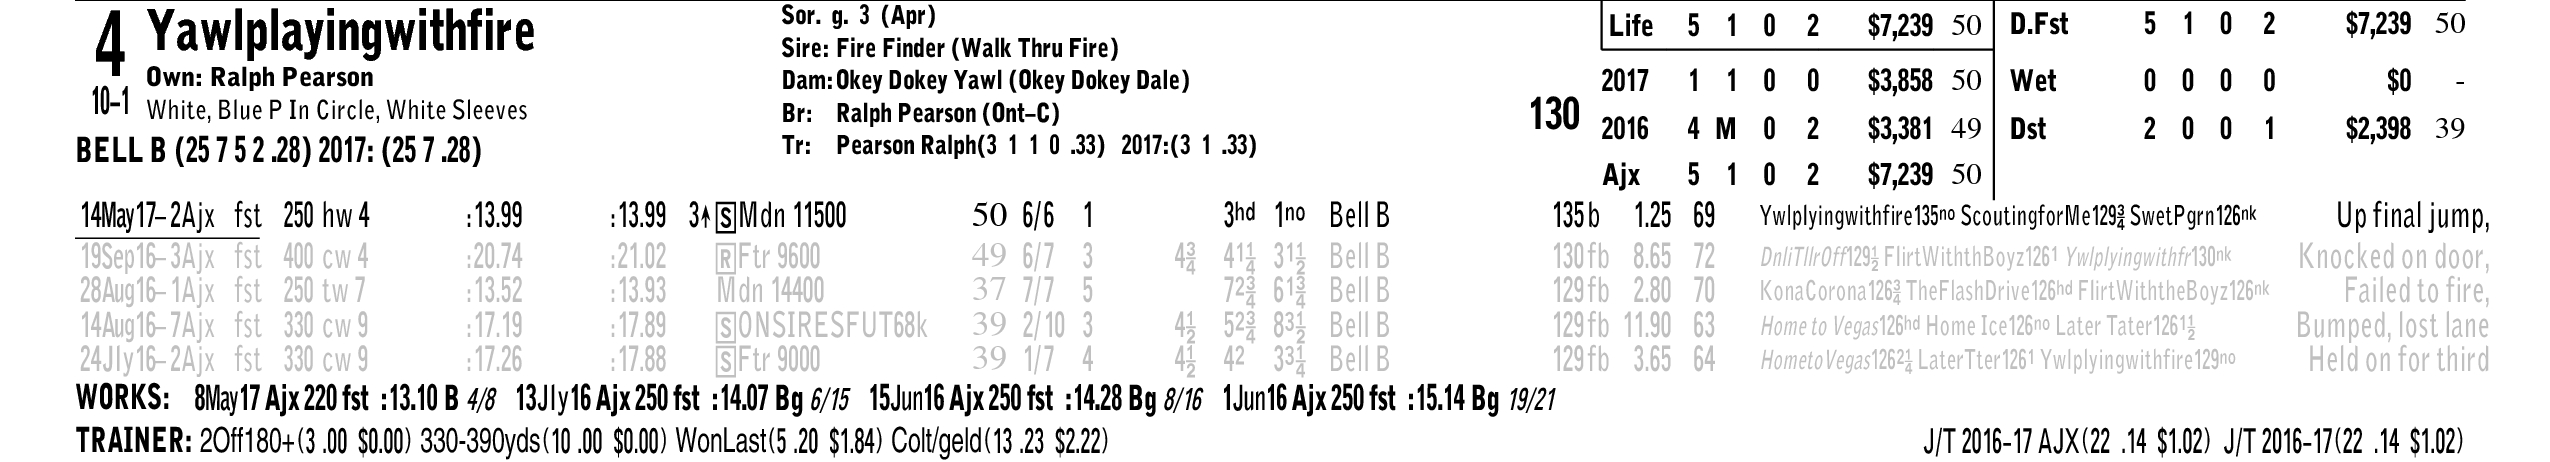 4 Yawlplayingwithfire
Own: Ralph Pearson
10–1 White, Blue P In Circle, White Sleeves
BELL B (25 7 5 2 .28) 2017: (25 7 .28)
Sor. g. 3 (Apr)
Sire: Fire Finder (Walk Thru Fire)
Dam: Okey Dokey Yawl (Okey Dokey Dale)
Br: Ralph Pearson (Ont–C)
Tr: Pearson Ralph(3 1 1 0 .33) 2017:(3 1 .33)
130
Life 5 1 0 2 $7,239 50 D.Fst 5 1 0 2 $7,239 50
2017 1 1 0 0 $3,858 50 Wet 0 0 0 0 $0 -
2016 4 M 0 2 $3,381 49 Dst 2 0 0 1 $2,398 39
Ajx 5 1 0 2 $7,239 50
14May17–2Ajx fst 250 hw 4 :13.99 :13.99 3↑ S Mdn 11500 50 6/6 1 3hd 1no Bell B 135 b 1.25 69 Ywlplyingwithfire135no ScoutingforMe129¾ SwetPgrn126nk Up final jump,
19Sep16–3Ajx fst 400 cw 4 :20.74 :21.02 R Ftr 9600 49 6/7 3 4¾ 41¼ 31½ Bell B 130 fb 8.65 72 DnliTllrOff129½ FlirtWiththBoyz1261 Ywlplyingwithfr130nk Knocked on door,
28Aug16–1Ajx fst 250 tw 7 :13.52 :13.93 Mdn 14400 37 7/7 5 72¾ 61¾ Bell B 129 fb 2.80 70 KonaCorona126¾ TheFlashDrive126hd FlirtWiththeBoyz126nk Failed to fire,
14Aug16–7Ajx fst 330 cw 9 :17.19 :17.89 S ONSIRESFUT68k 39 2/10 3 4½ 52¾ 83½ Bell B 129 fb 11.90 63 Home to Vegas126hd Home Ice126no Later Tater1261½ Bumped, lost lane
24Jly16–2Ajx fst 330 cw 9 :17.26 :17.88 S Ftr 9000 39 1/7 4 4½ 42 33¼ Bell B 129 fb 3.65 64 HometoVegas1262¼ LaterTter1261 Ywlplyingwithfire129no Held on for third
WORKS: 8May17 Ajx 220 fst :13.10 B 4/8 13Jly16 Ajx 250 fst :14.07 Bg 6/15 15Jun16 Ajx 250 fst :14.28 Bg 8/16 1Jun16 Ajx 250 fst :15.14 Bg 19/21
TRAINER: 2Off180+(3 .00 $0.00) 330-390yds(10 .00 $0.00) WonLast(5 .20 $1.84) Colt/geld(13 .23 $2.22) J/T 2016-17 AJX(22 .14 $1.02) J/T 2016-17(22 .14 $1.02)